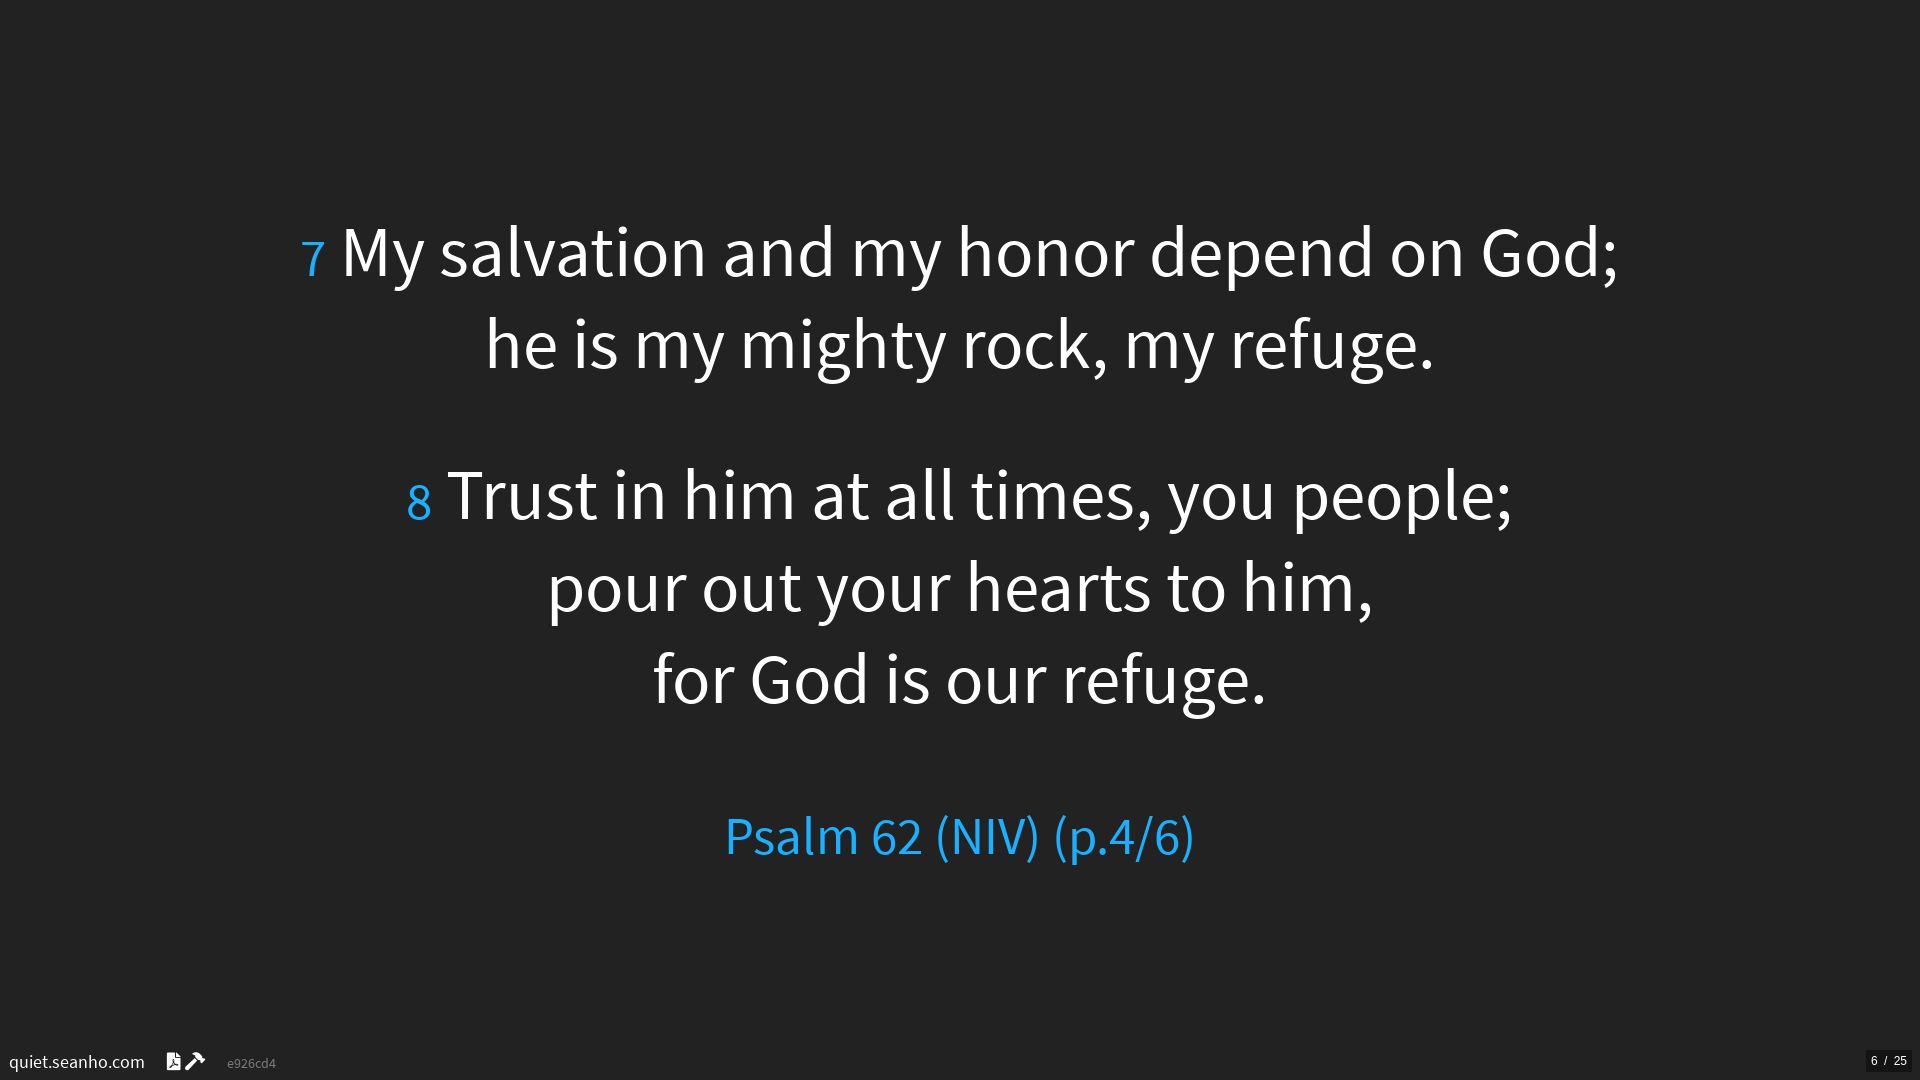 7 My salvation and my honor depend on God;
he is my mighty rock, my refuge.
8 Trust in him at all times, you people;
pour out your hearts to him,
for God is our refuge.
Psalm 62 (NIV) (p.4/6)
quiet.seanho.com e926cd4 6 / 25